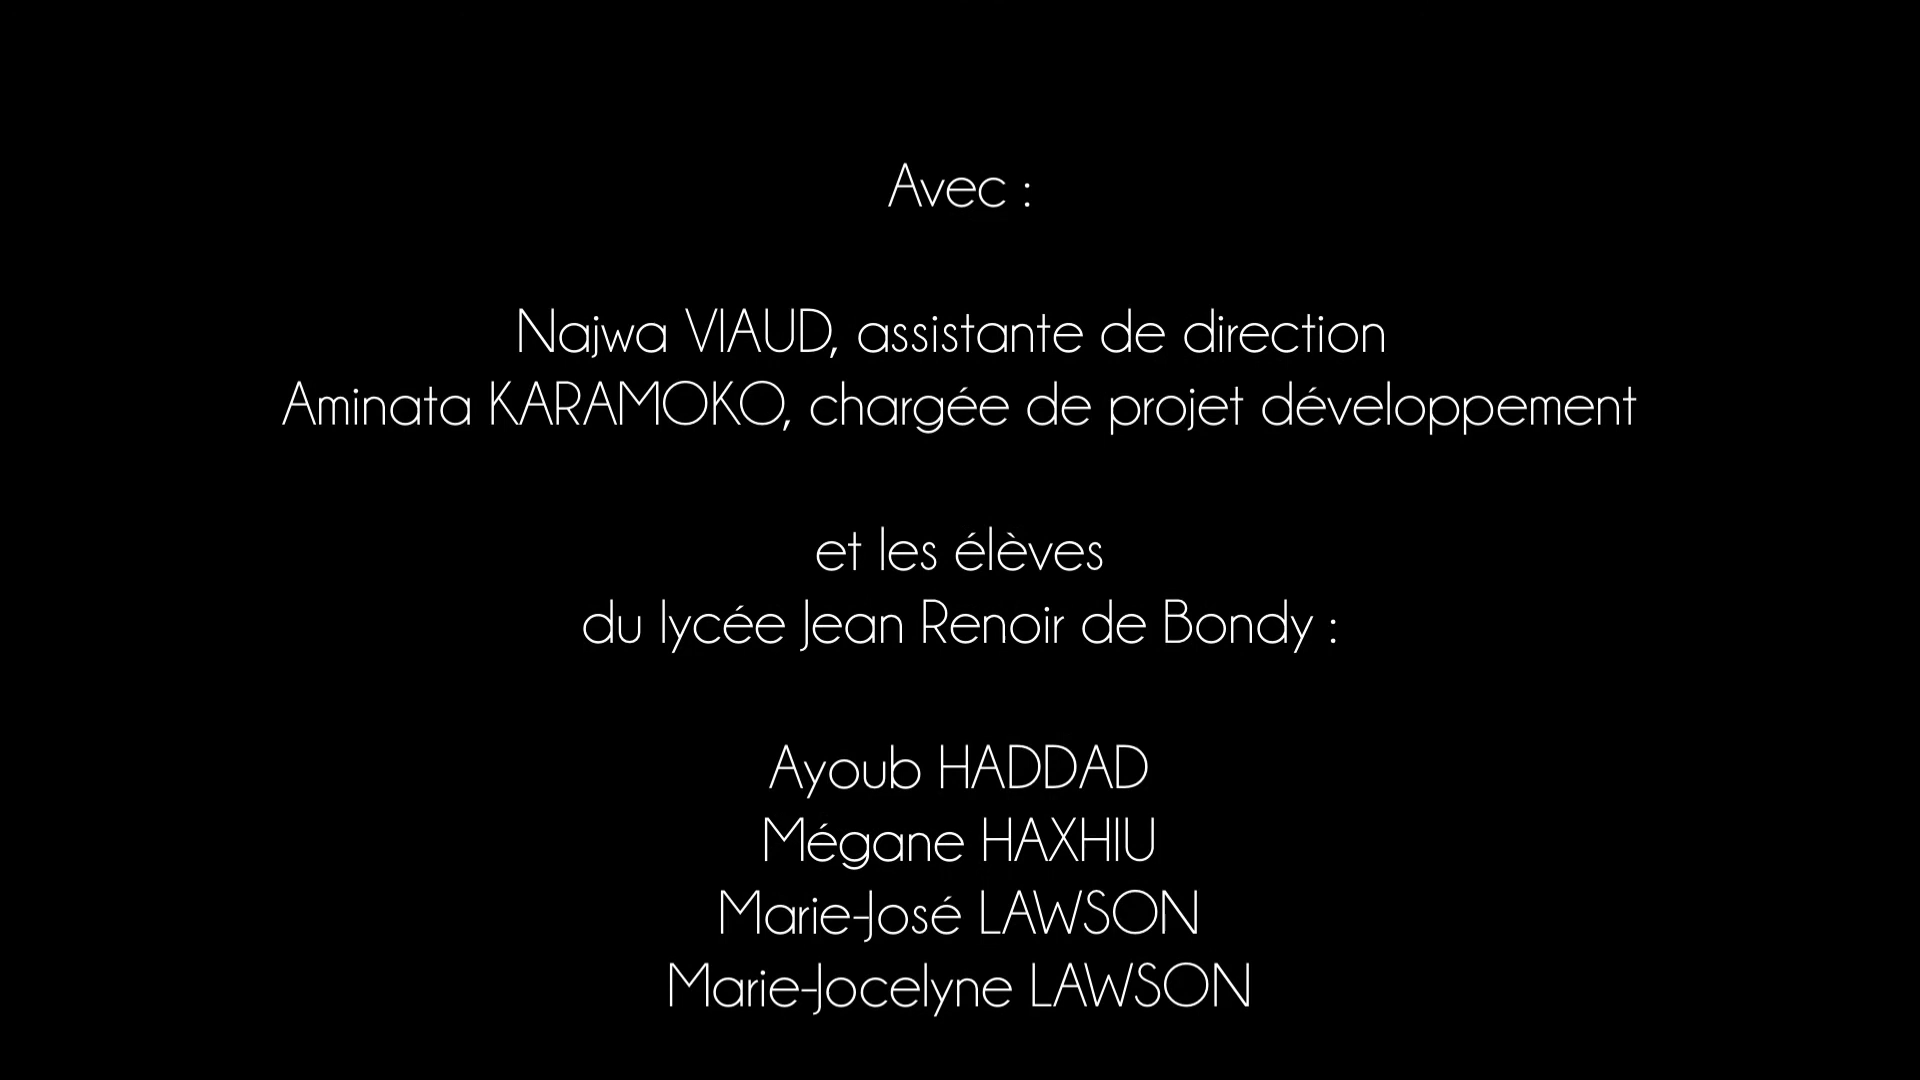 Avec :
Najwa VIAUD, assistante de direction
Aminata KARAMOKO, chargée de projet développement
et les élèves
du lycée Jean Renoir de Bondy :
Ayoub HADDAD
Mégane HAXHIU
Marie-José LAWSON
Marie-Jocelyne LAWSON